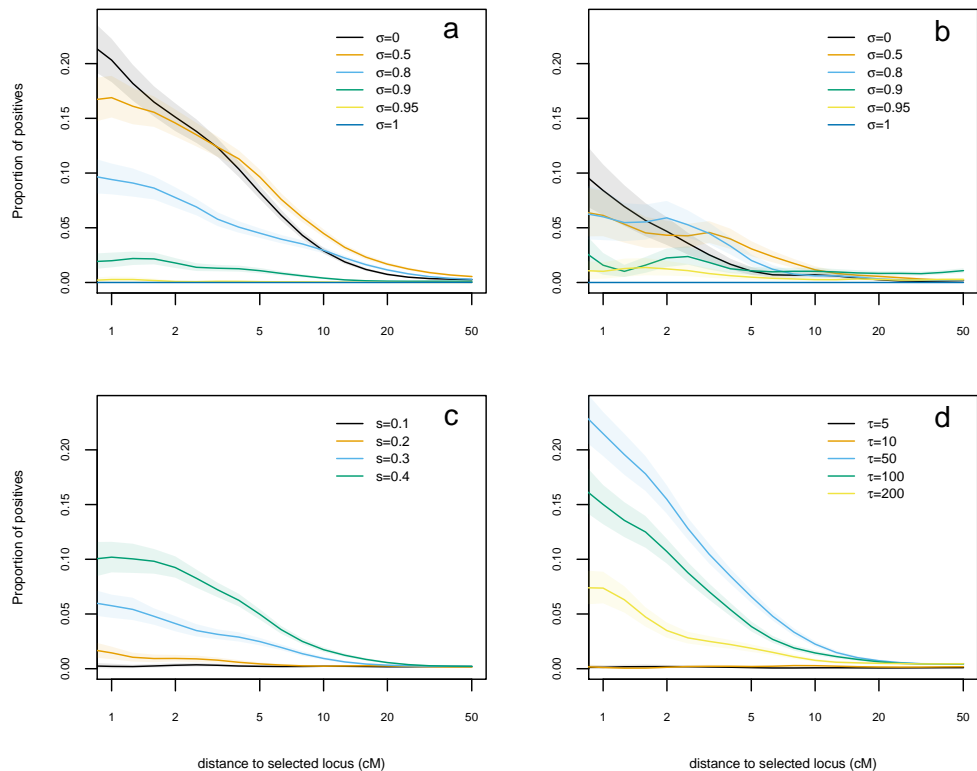 a
σ=0
σ=0.5
σ=0.8
σ=0.9
σ=0.95
σ=1
Proportion of positives
0.00 0.05 0.10 0.15 0.20
1 2 5 10 20 50
b
σ=0
σ=0.5
σ=0.8
σ=0.9
σ=0.95
σ=1
0.00 0.05 0.10 0.15 0.20
1 2 5 10 20 50
c
s=0.1
s=0.2
s=0.3
s=0.4
Proportion of positives
0.00 0.05 0.10 0.15 0.20
1 2 5 10 20 50
distance to selected locus (cM)
d
τ=5
τ=10
τ=50
τ=100
τ=200
0.00 0.05 0.10 0.15 0.20
1 2 5 10 20 50
distance to selected locus (cM)